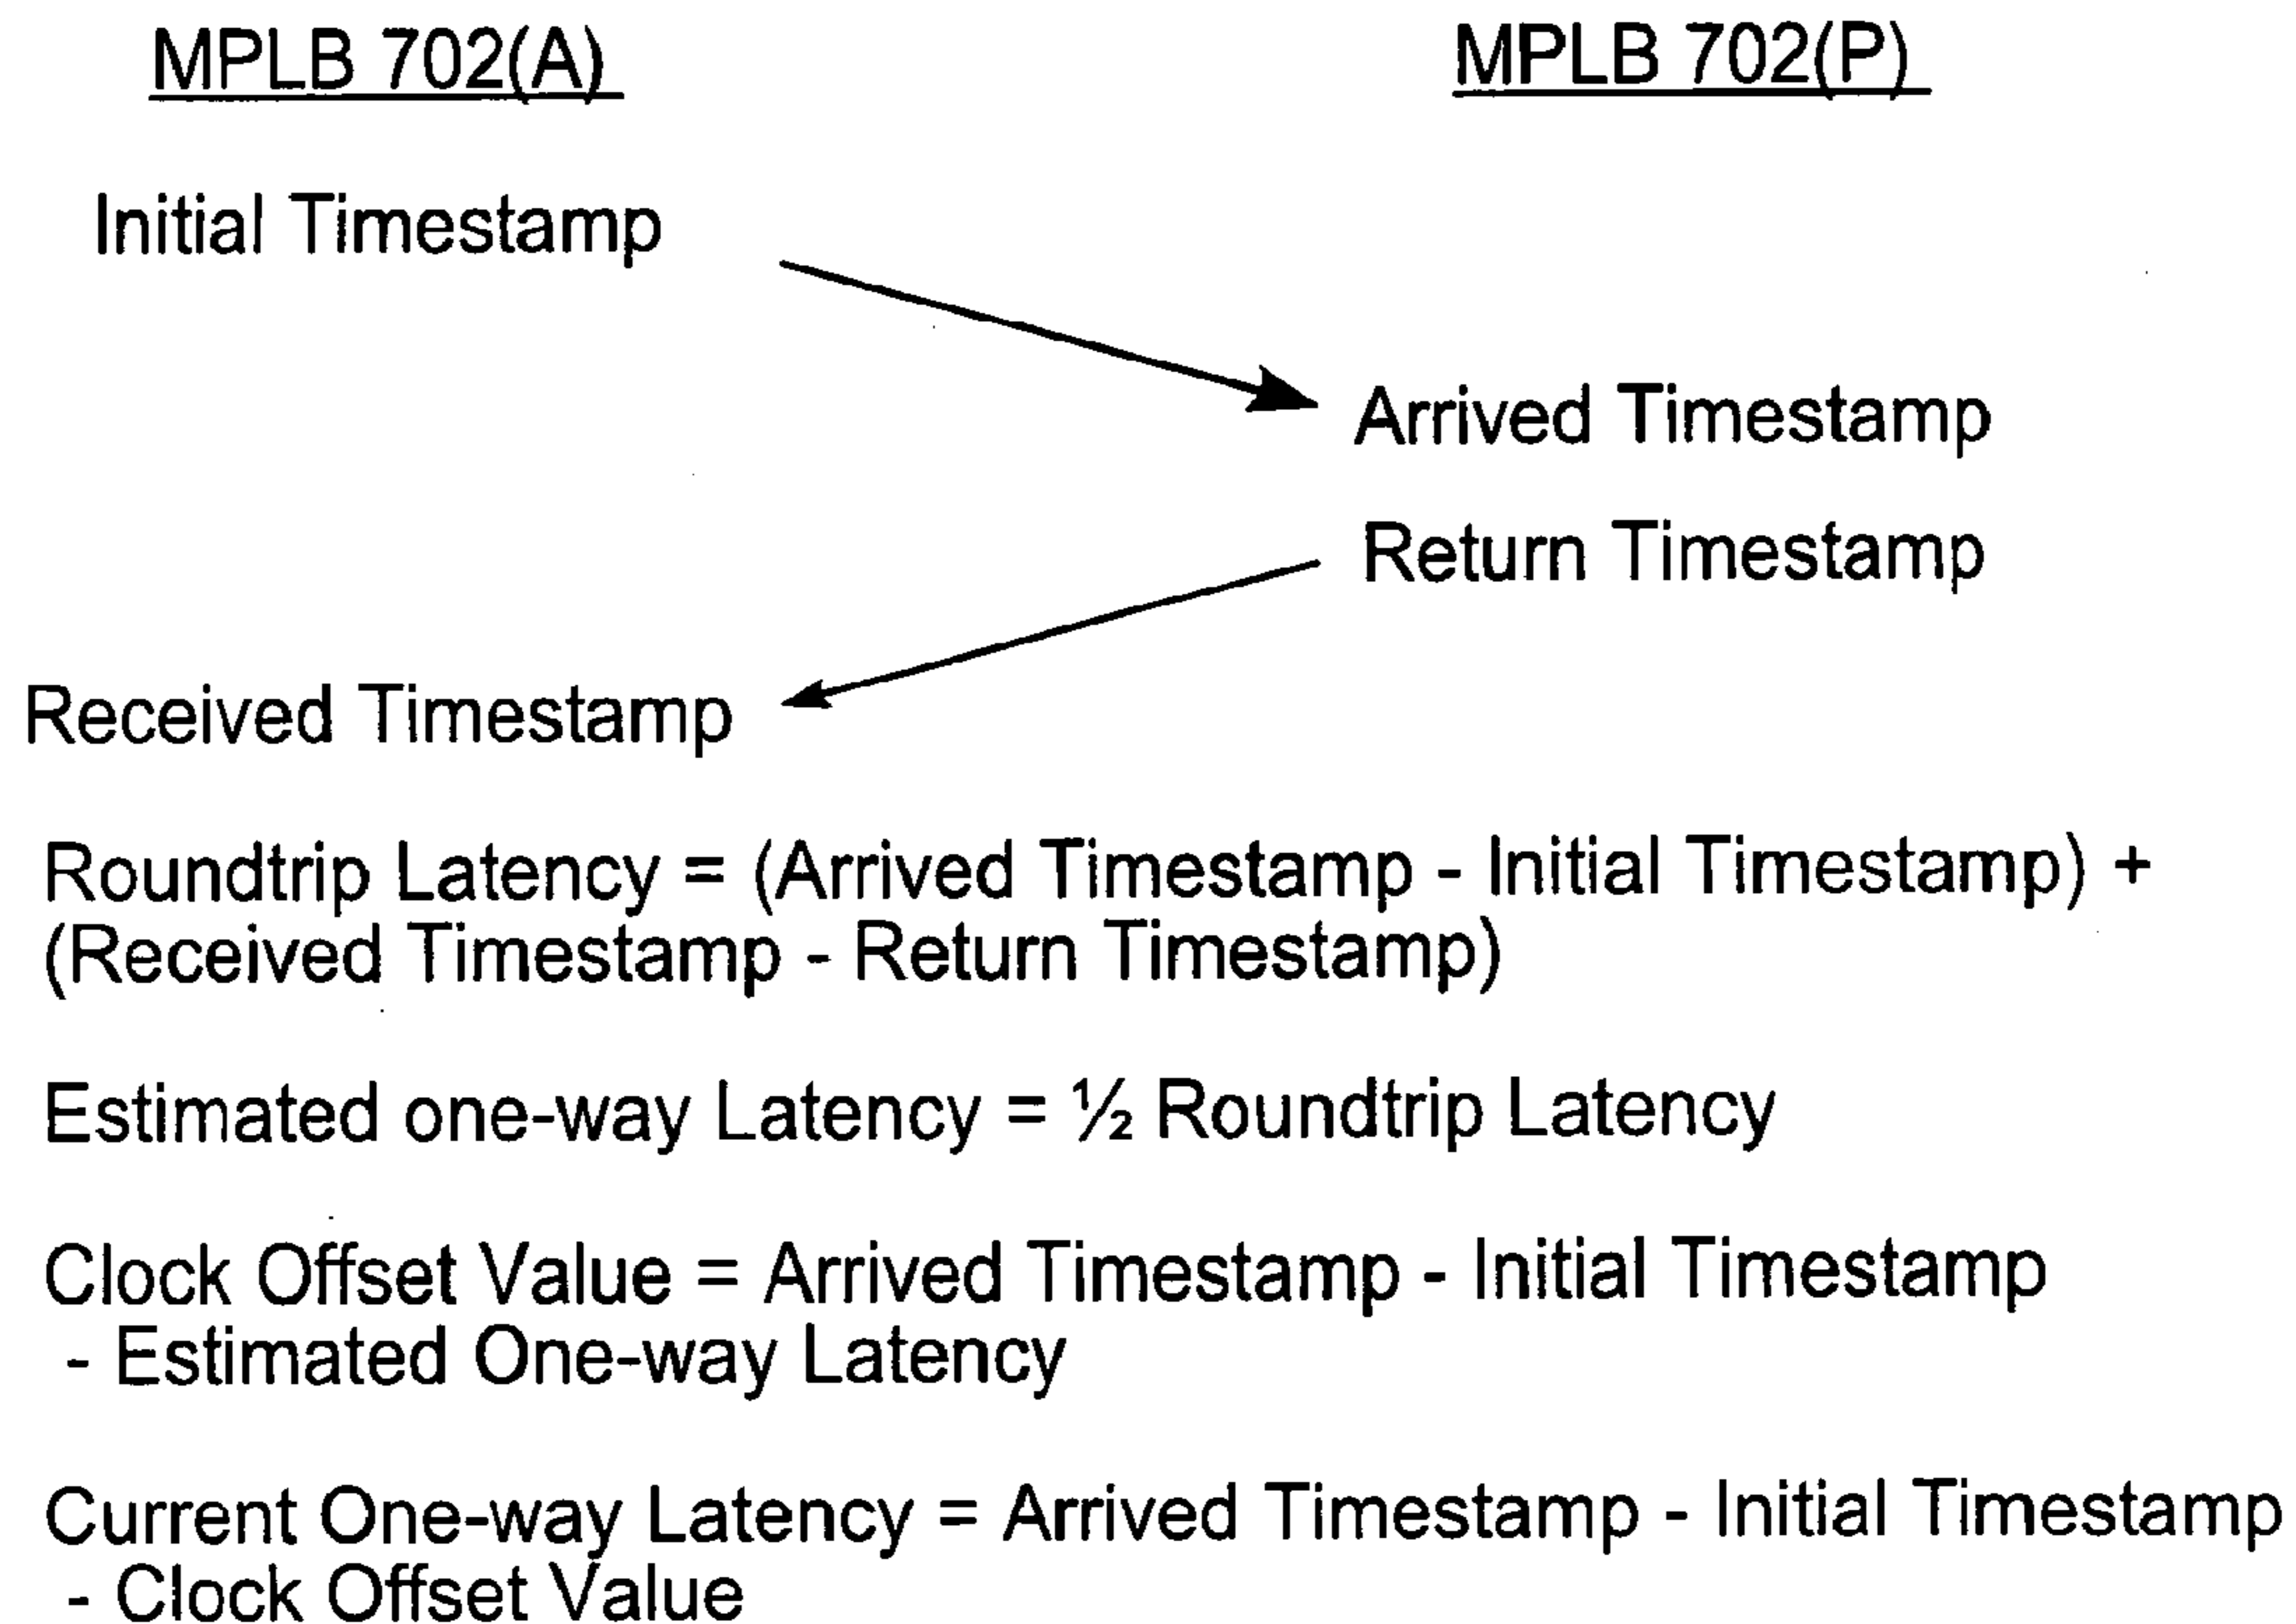 MPLB 702(A)
MPLB 702(P)
Initial Timestamp
Arrived Timestamp
Return Timestamp
Received Timestamp
Roundtrip Latency = (Arrived Timestamp - Initial Timestamp) +
(Received Timestamp - Return Timestamp)
Estimated one-way Latency = ½ Roundtrip Latency
Clock Offset Value = Arrived Timestamp - Initial Timestamp
- Estimated One-way Latency
Current One-way Latency = Arrived Timestamp - Initial Timestamp
- Clock Offset Value